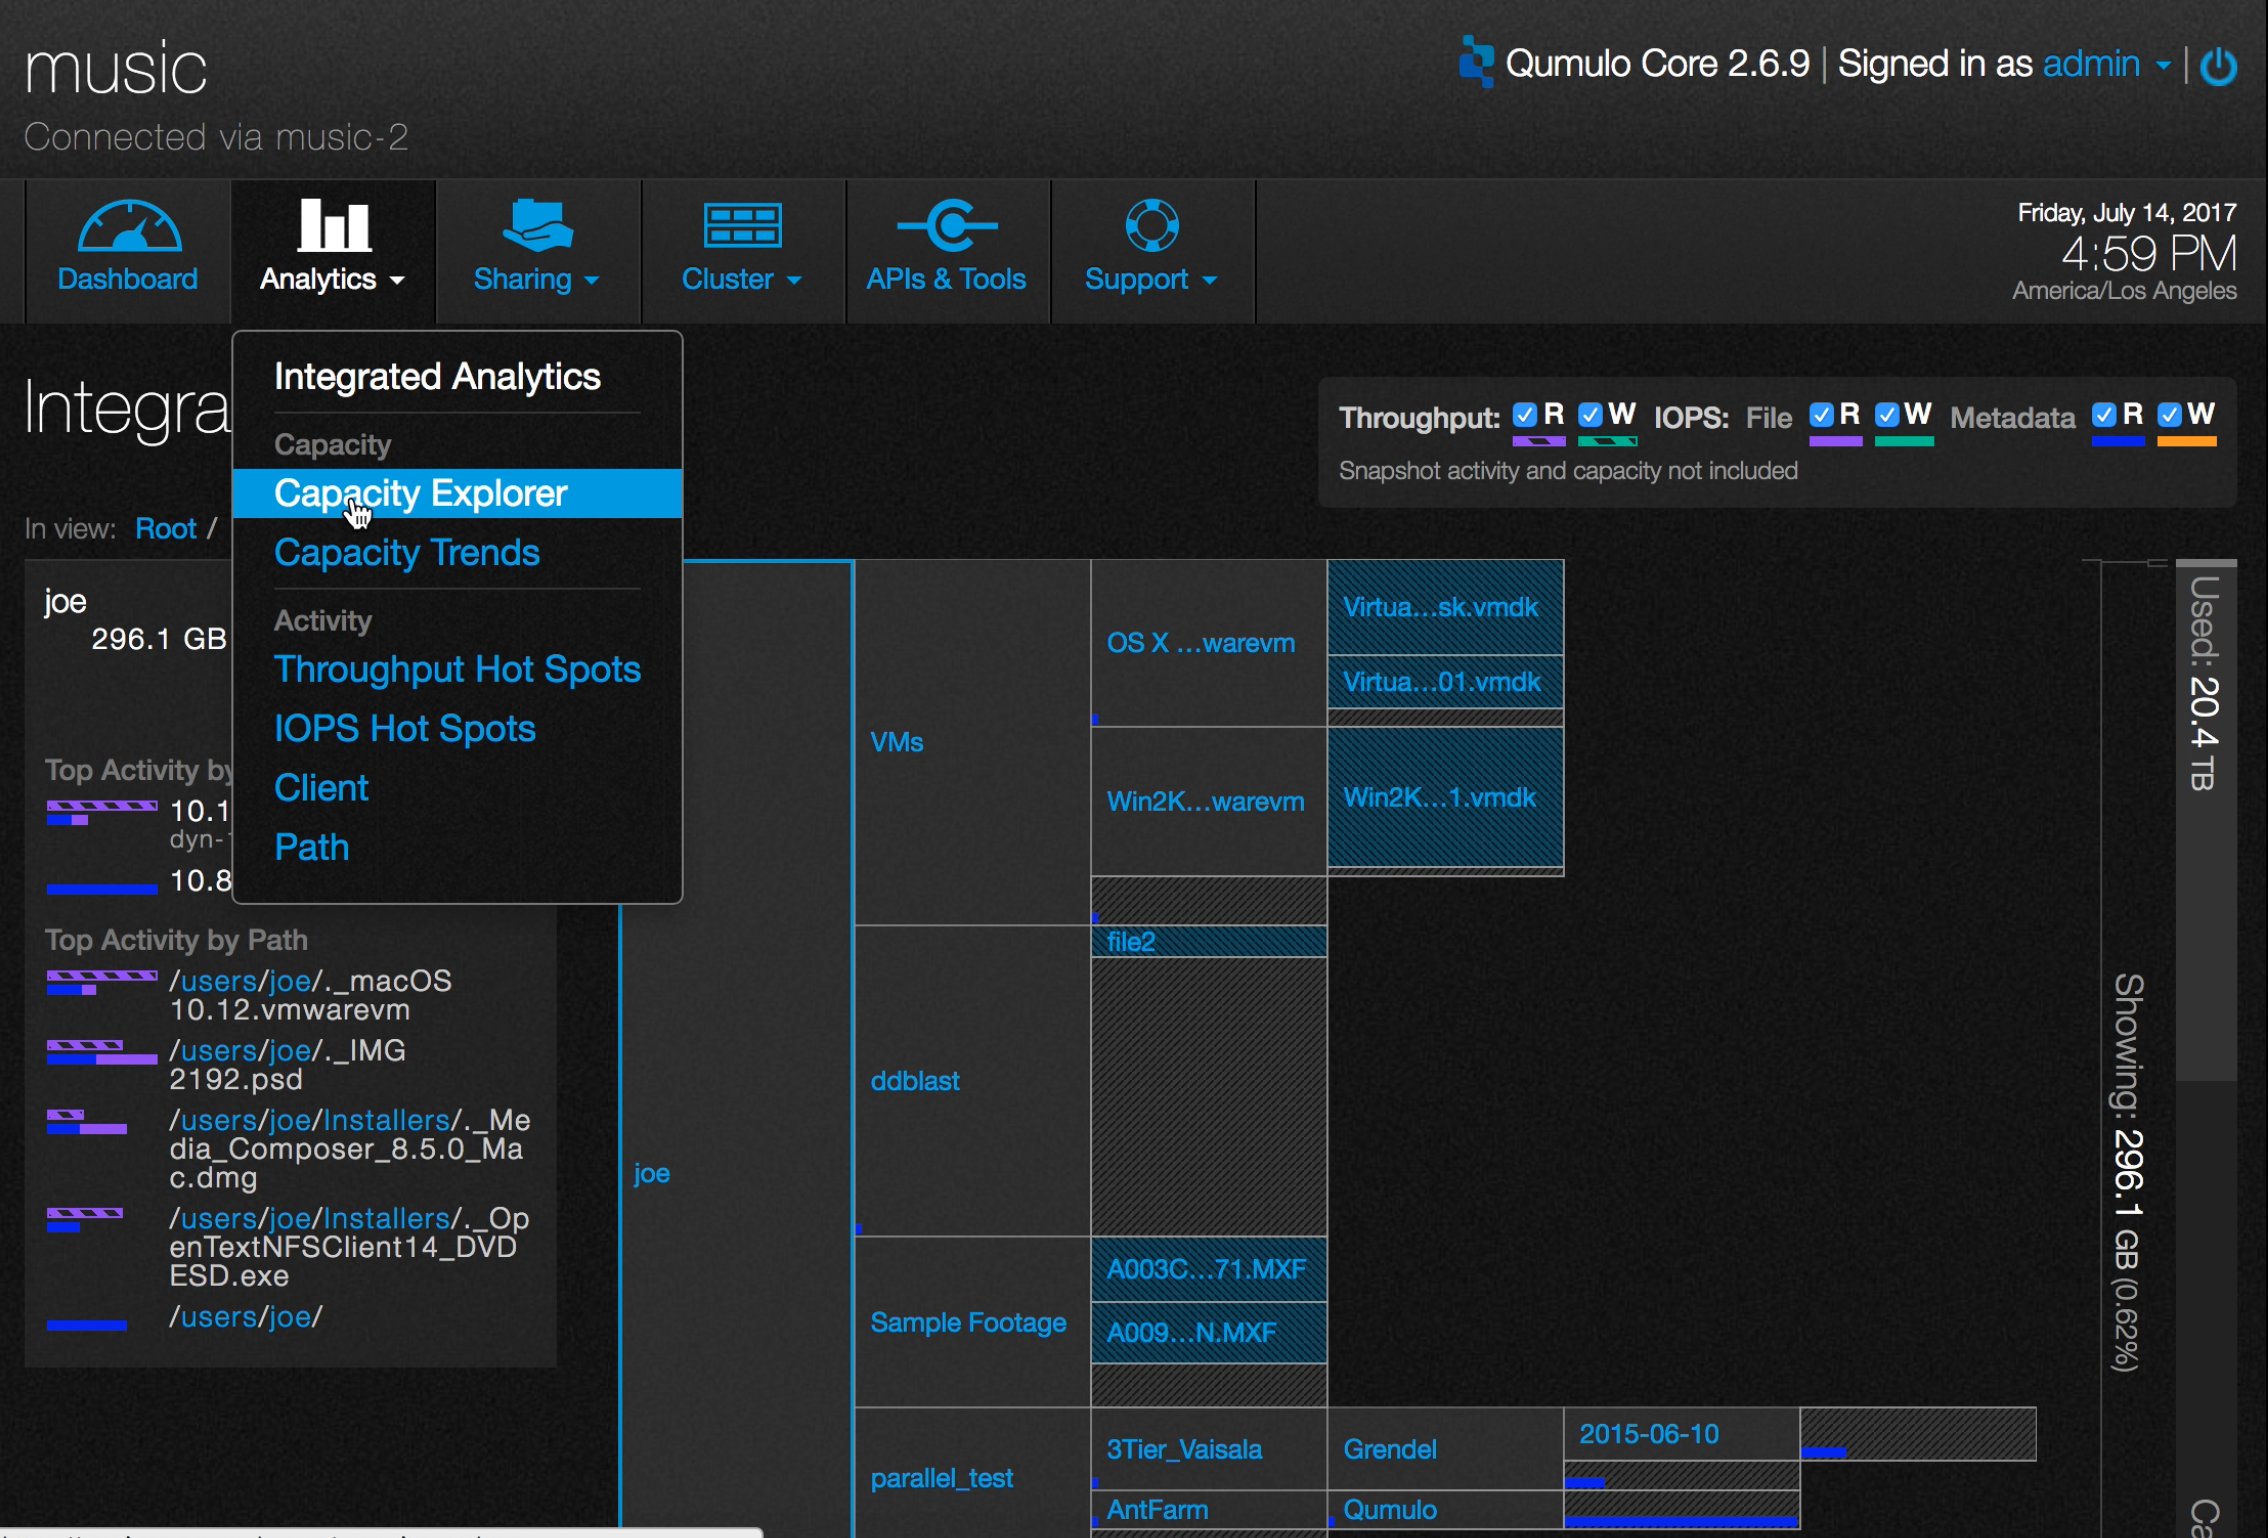 music
Qumulo Core 2.6.9 | Signed in as admin
Connected via music-2
Dashboard
Analytics
Sharing
Cluster
APIs & Tools
Support
Friday, July 14, 2017
4:59 PM
America/Los Angeles
Integra
Integrated Analytics
Capacity
Capacity Explorer
Capacity Trends
Activity
Throughput Hot Spots
IOPS Hot Spots
Client
Path
Throughput: R W IOPS: File R W Metadata R W
Snapshot activity and capacity not included
In view: Root /
joe
296.1 GB
Top Activity by
10.1
dyn-
10.8
Top Activity by Path
/users/joe/._macOS
10.12.vmwarevm
/users/joe/._IMG
2192.psd
/users/joe/Installers/._Me
dia_Composer_8.5.0_Ma
c.dmg
/users/joe/Installers/._Op
enTextNFSClient14_DVD
ESD.exe
/users/joe/
joe
VMs
OS X ...warevm
Virtua...sk.vmdk
Virtua...01.vmdk
Win2K...warevm
Win2K...1.vmdk
ddblast
file2
Sample Footage
A003C...71.MXF
A009...N.MXF
parallel_test
3Tier_Vaisala
Grendel
2015-06-10
AntFarm
Qumulo
Showing: 296.1 GB (0.62%)
Used: 20.4 TB
Ca